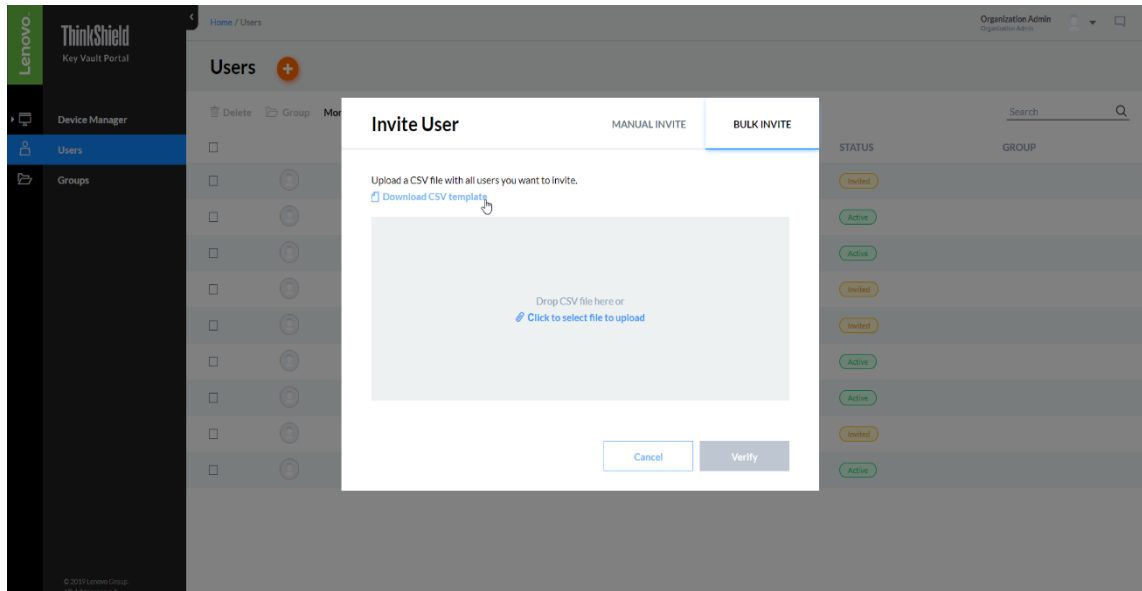 Lenovo.
ThinkShield
Key Vault Portal
Device Manager
Users
Groups
© 2019 Lenovo Group
Home / Users
Organization Admin
Organization Admin
Users
Delete Group Mor
Search
STATUS GROUP
Invited
Active
Active
Invited
Invited
Active
Active
Invited
Active
Invite User
MANUAL INVITE
BULK INVITE
Upload a CSV file with all users you want to invite.
Download CSV template
Drop CSV file here or
Click to select file to upload
Cancel
Verify